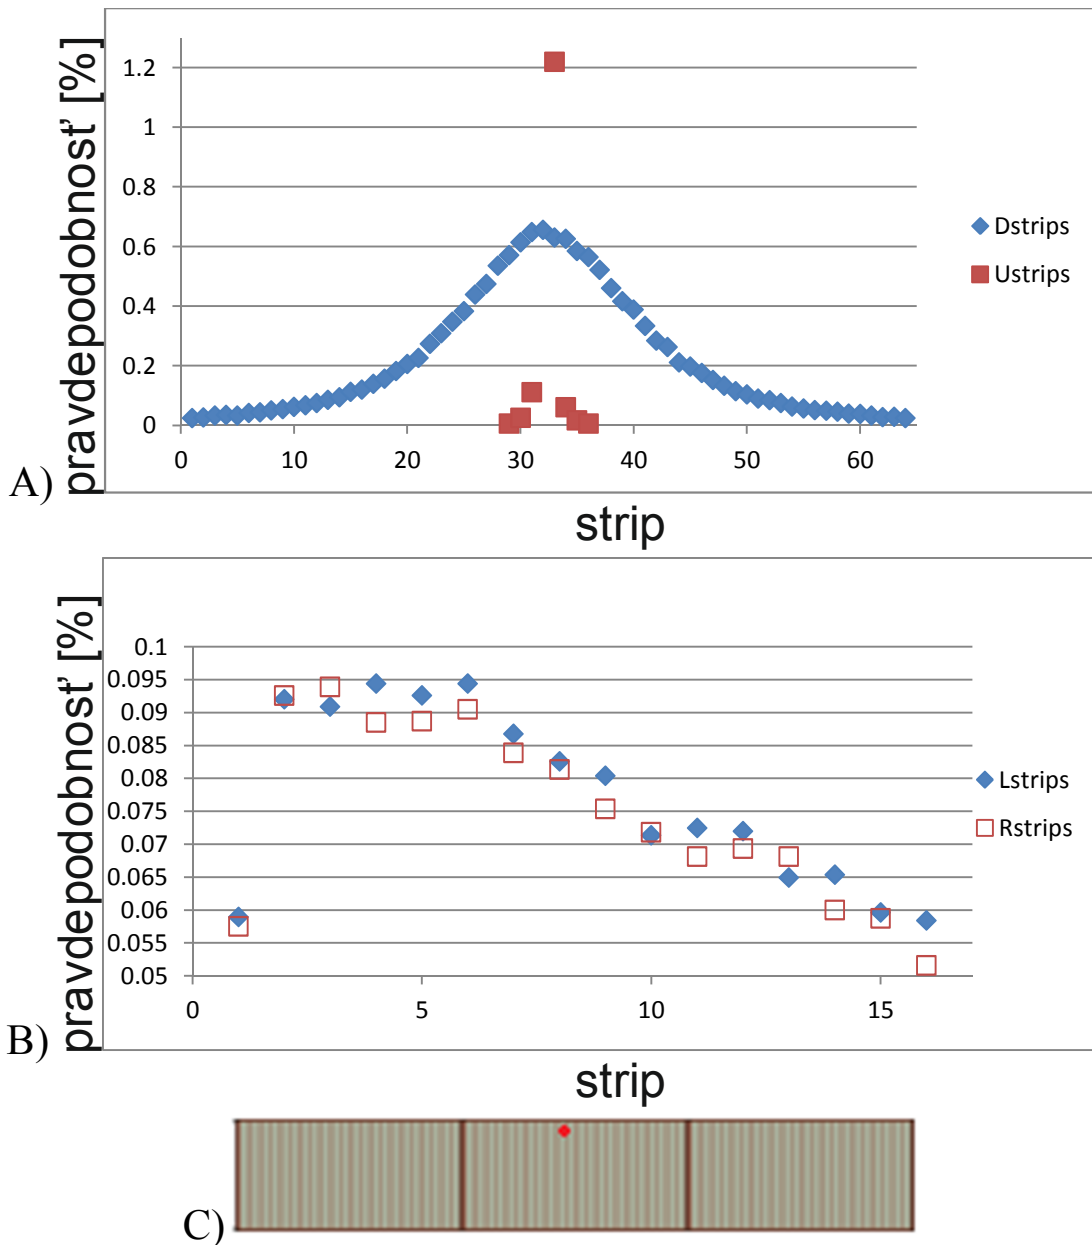 pravdepodobnosť [%]
1.2
1
0.8
0.6
0.4
0.2
0
0 10 20 30 40 50 60
Dstrips
Ustrips
A)
strip
pravdepodobnosť [%]
0.1
0.095
0.09
0.085
0.08
0.075
0.07
0.065
0.06
0.055
0.05
0 5 10 15
Lstrips
Rstrips
B)
strip
C)